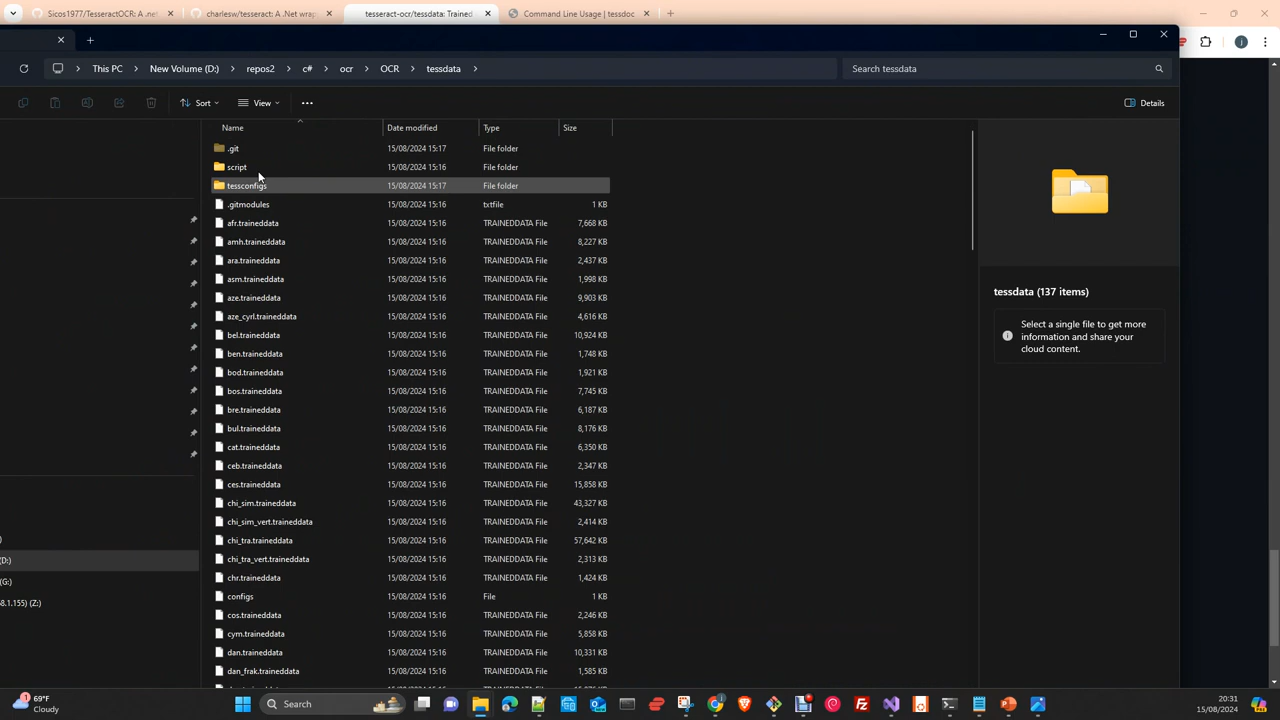 Sicos1977/TesseractOCR: A .net
charlesw/tesseract: A .Net wrap
tesseract-ocr/tessdata: Trained
Command Line Usage | tessdoc
This PC > New Volume (D:) > repos2 > c# > ocr > OCR > tessdata >
Search tessdata
Sort
View
Details
Name Date modified Type Size
.git 15/08/2024 15:17 File folder
script 15/08/2024 15:16 File folder
tessconfigs 15/08/2024 15:17 File folder
.gitmodules 15/08/2024 15:16 txtfile 1 KB
afr.traineddata 15/08/2024 15:16 TRAINEDDATA File 7,668 KB
amh.traineddata 15/08/2024 15:16 TRAINEDDATA File 8,227 KB
ara.traineddata 15/08/2024 15:16 TRAINEDDATA File 2,437 KB
asm.traineddata 15/08/2024 15:16 TRAINEDDATA File 1,998 KB
aze.traineddata 15/08/2024 15:16 TRAINEDDATA File 9,903 KB
aze_cyrl.traineddata 15/08/2024 15:16 TRAINEDDATA File 4,616 KB
bel.traineddata 15/08/2024 15:16 TRAINEDDATA File 10,924 KB
ben.traineddata 15/08/2024 15:16 TRAINEDDATA File 1,748 KB
bod.traineddata 15/08/2024 15:16 TRAINEDDATA File 1,921 KB
bos.traineddata 15/08/2024 15:16 TRAINEDDATA File 7,745 KB
bre.traineddata 15/08/2024 15:16 TRAINEDDATA File 6,187 KB
bul.traineddata 15/08/2024 15:16 TRAINEDDATA File 8,176 KB
cat.traineddata 15/08/2024 15:16 TRAINEDDATA File 6,350 KB
ceb.traineddata 15/08/2024 15:16 TRAINEDDATA File 2,347 KB
ces.traineddata 15/08/2024 15:16 TRAINEDDATA File 15,858 KB
chi_sim.traineddata 15/08/2024 15:16 TRAINEDDATA File 43,327 KB
chi_sim_vert.traineddata 15/08/2024 15:16 TRAINEDDATA File 2,414 KB
chi_tra.traineddata 15/08/2024 15:16 TRAINEDDATA File 57,642 KB
chi_tra_vert.traineddata 15/08/2024 15:16 TRAINEDDATA File 2,313 KB
chr.traineddata 15/08/2024 15:16 TRAINEDDATA File 1,424 KB
configs 15/08/2024 15:16 File 1 KB
cos.traineddata 15/08/2024 15:16 TRAINEDDATA File 2,246 KB
cym.traineddata 15/08/2024 15:16 TRAINEDDATA File 5,858 KB
dan.traineddata 15/08/2024 15:16 TRAINEDDATA File 10,331 KB
dan_frak.traineddata 15/08/2024 15:16 TRAINEDDATA File 1,585 KB
tessdata (137 items)
Select a single file to get more
information and share your
cloud content.
(D:)
(G:)
8.1.155) (Z:)
69°F
Cloudy
Search
20:31
15/08/2024